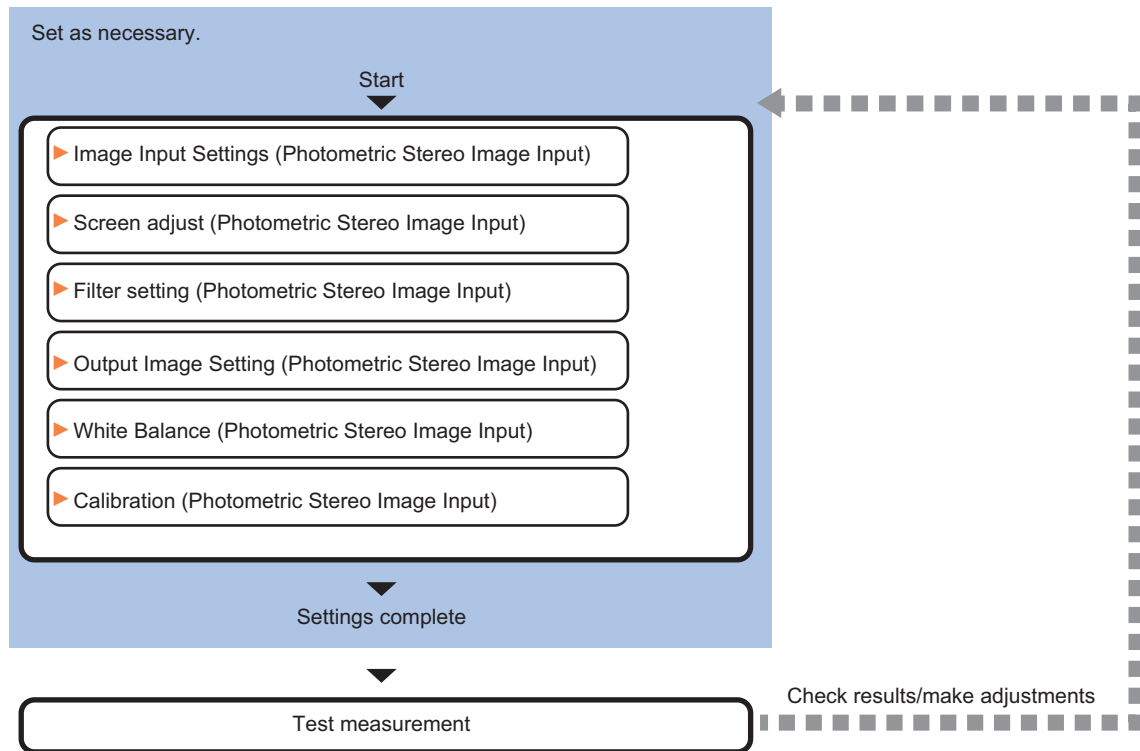 Set as necessary.
Start
Image Input Settings (Photometric Stereo Image Input)
Screen adjust (Photometric Stereo Image Input)
Filter setting (Photometric Stereo Image Input)
Output Image Setting (Photometric Stereo Image Input)
White Balance (Photometric Stereo Image Input)
Calibration (Photometric Stereo Image Input)
Settings complete
Check results/make adjustments
Test measurement